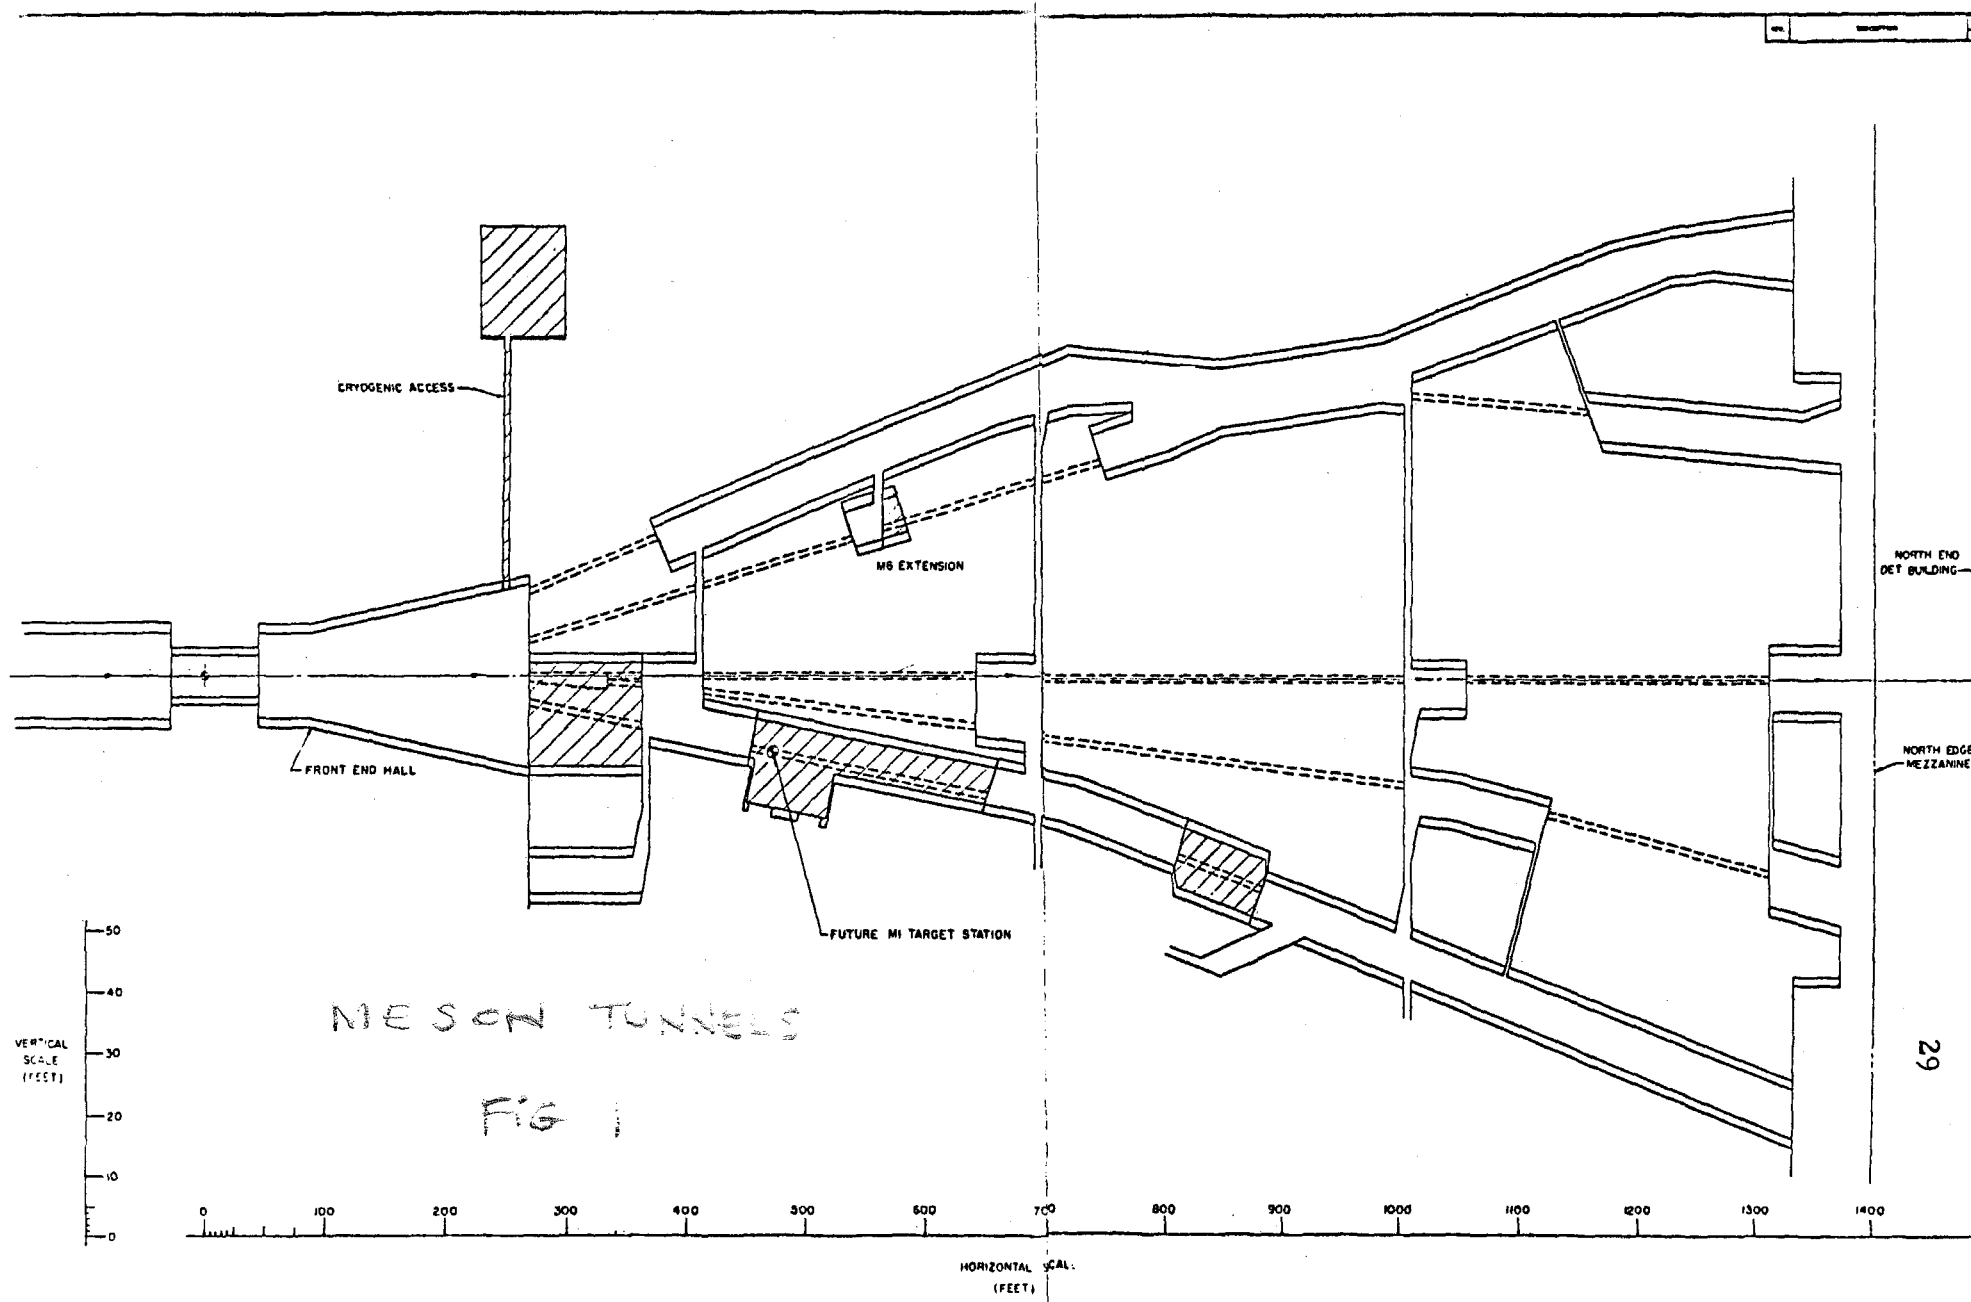 CRYOGENIC ACCESS
M6 EXTENSION
NORTH END
DET BUILDING
NORTH EDGE
MEZZANINE
FRONT END HALL
FUTURE M1 TARGET STATION
MESON TUNNELS
FIG 1
29
VERTICAL
SCALE
(FEET)
50
40
30
20
10
0
0 100 200 300 400 500 600 700 800 900 1000 1100 1200 1300 1400
HORIZONTAL SCAL
(FEET)